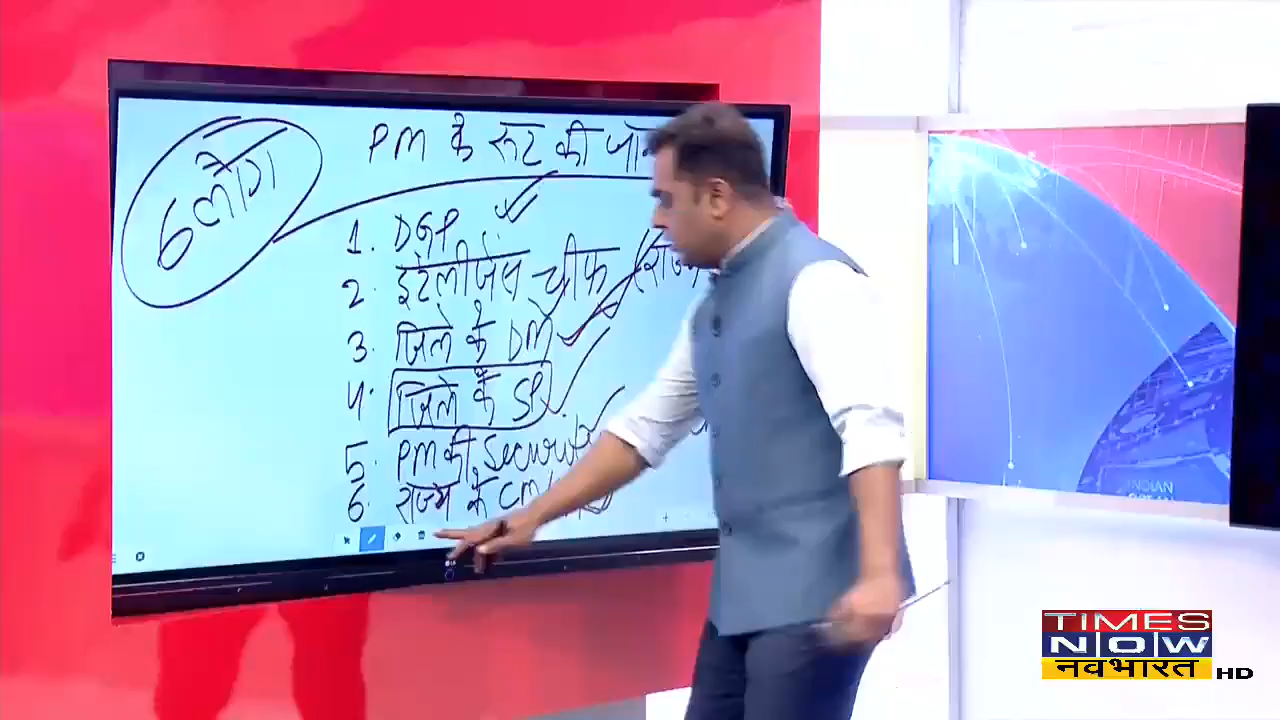 6 लोग
PM के रूट की
1. DGP
2. इंटेलीजेंस चीफ
3. जिले के DM
4. जिले के SP
5. PM की Security
6. राज्य के CM
INDIAN
TIMES
NOW
नवभारत HD